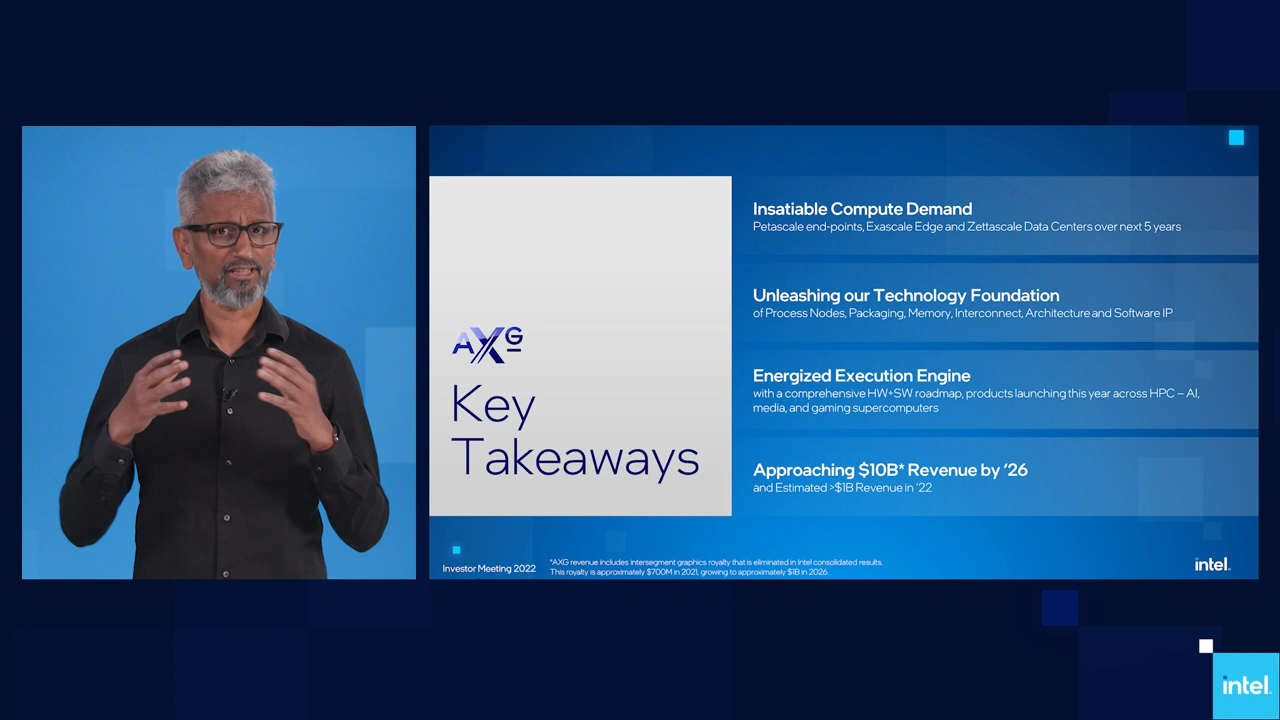 AXG
Key
Takeaways
Insatiable Compute Demand
Petascale end-points, Exascale Edge and Zettascale Data Centers over next 5 years
Unleashing our Technology Foundation
of Process Nodes, Packaging, Memory, Interconnect, Architecture and Software IP
Energized Execution Engine
with a comprehensive HW+SW roadmap, products launching this year across HPC – AI,
media, and gaming supercomputers
Approaching $10B* Revenue by ‘26
and Estimated >$1B Revenue in ‘22
Investor Meeting 2022
*AXG revenue includes intersegment graphics royalty that is eliminated in Intel consolidated results.
This royalty is approximately $700M in 2021, growing to approximately $1B in 2026.
intel.
intel.